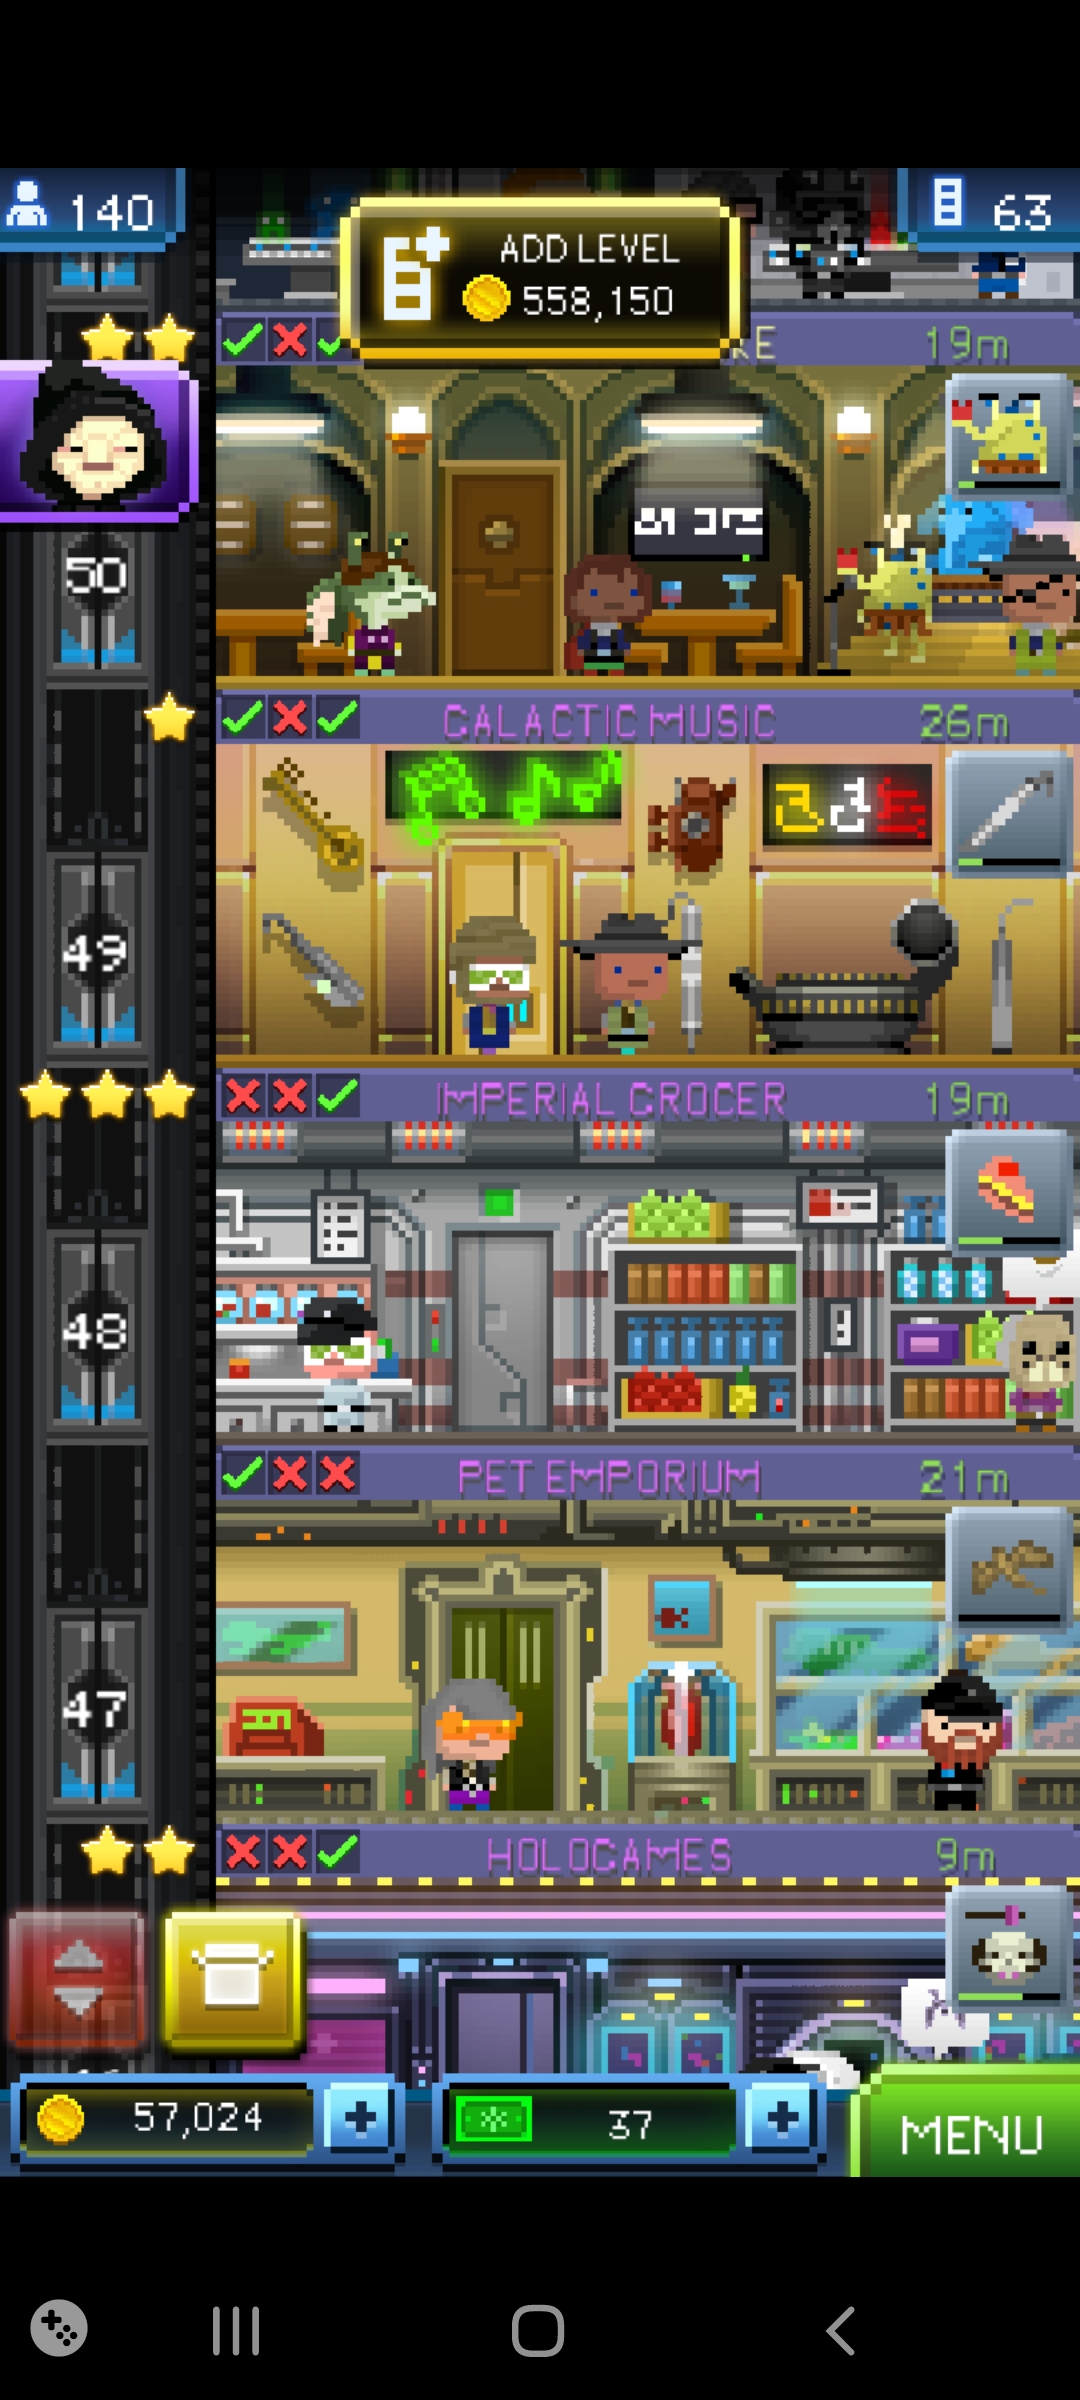 140
63
ADD LEVEL
558,150
KE 19m
50
GALACTIC MUSIC 26m
49
IMPERIAL GROCER 19m
48
PET EMPORIUM 21m
47
HOLOGAMES 9m
57,024
37
MENU